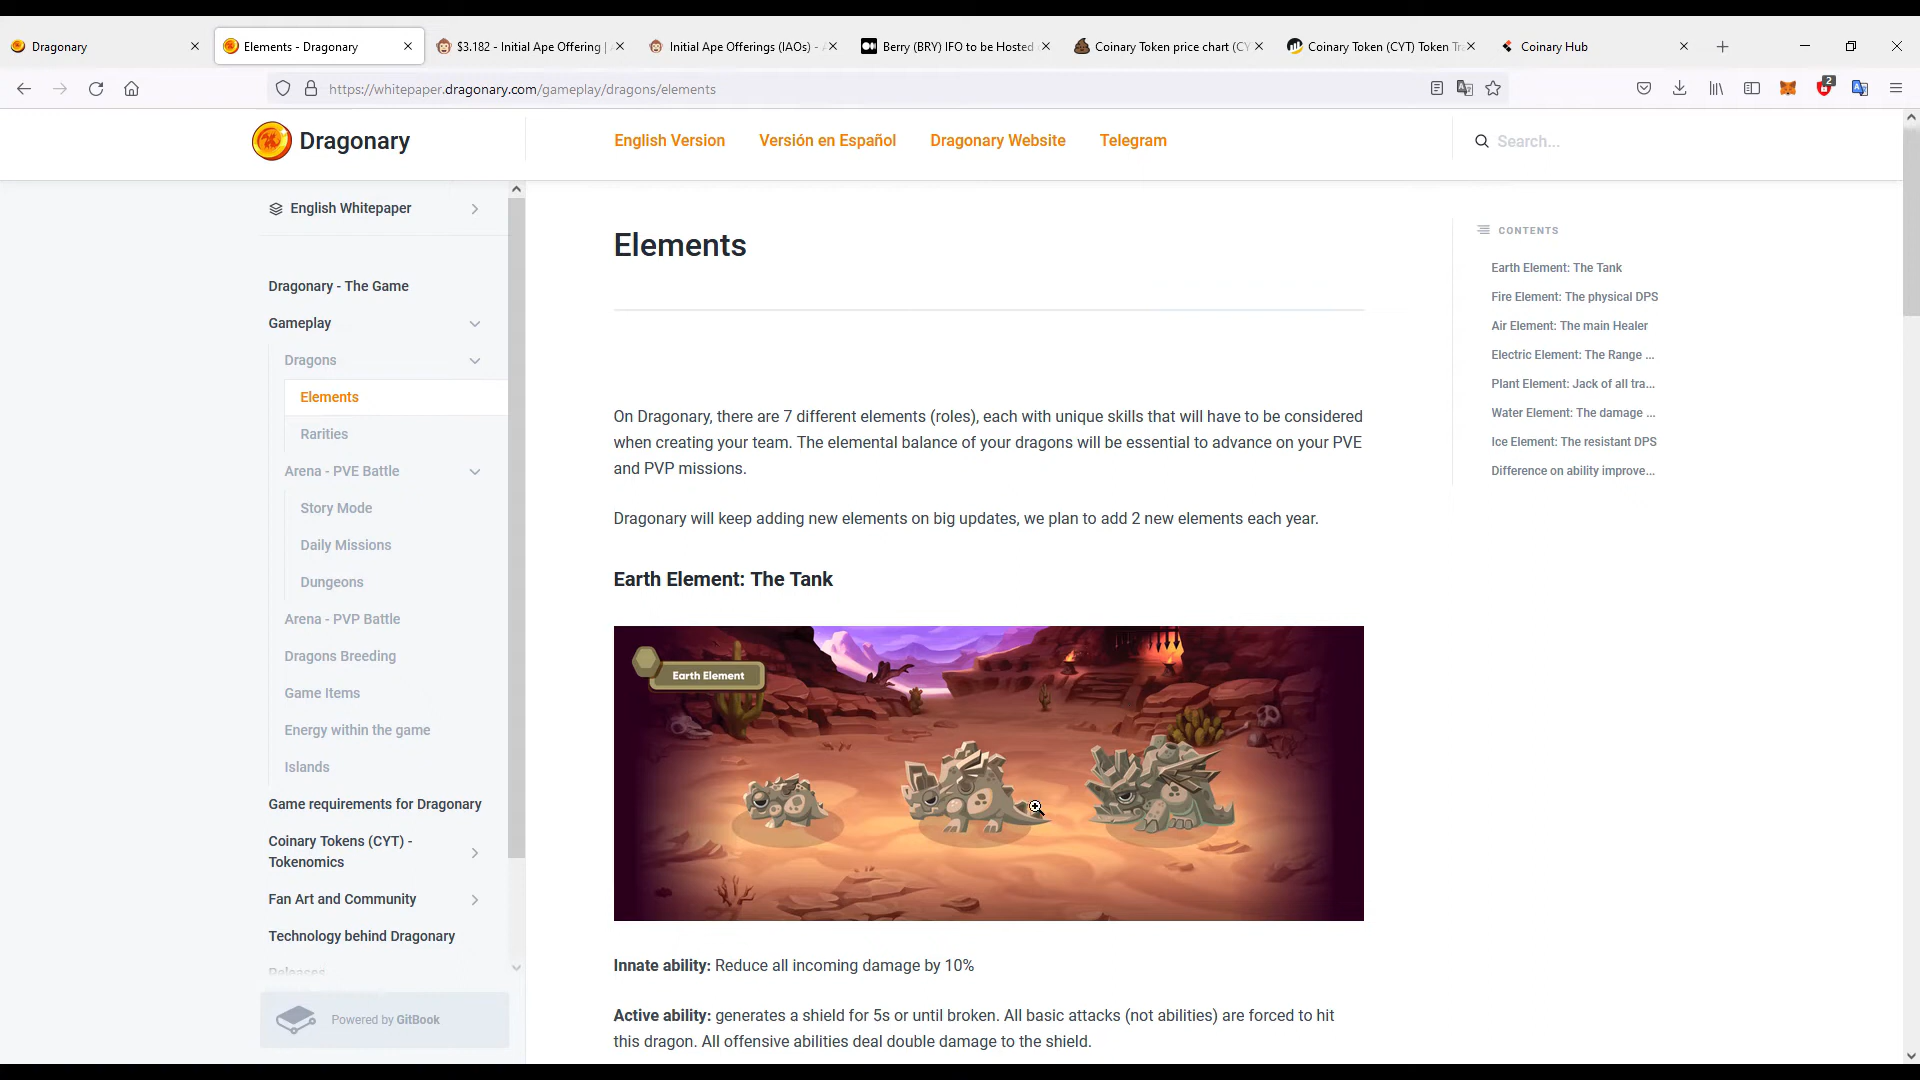 Dragonary
Elements - Dragonary
$3.182 - Initial Ape Offering |
Initial Ape Offerings (IAOs) -
Berry (BRY) IFO to be Hosted
Coinary Token price chart (CY
Coinary Token (CYT) Token Tr
Coinary Hub
https://whitepaper.dragonary.com/gameplay/dragons/elements
2
Dragonary
English Version
Versión en Español
Dragonary Website
Telegram
Search...
English Whitepaper
Dragonary - The Game
Gameplay
Dragons
Elements
Rarities
Arena - PVE Battle
Story Mode
Daily Missions
Dungeons
Arena - PVP Battle
Dragons Breeding
Game Items
Energy within the game
Islands
Game requirements for Dragonary
Coinary Tokens (CYT) -
Tokenomics
Fan Art and Community
Technology behind Dragonary
Releases
Powered by GitBook
Elements
On Dragonary, there are 7 different elements (roles), each with unique skills that will have to be considered
when creating your team. The elemental balance of your dragons will be essential to advance on your PVE
and PVP missions.
Dragonary will keep adding new elements on big updates, we plan to add 2 new elements each year.
Earth Element: The Tank
Earth Element
Innate ability: Reduce all incoming damage by 10%
Active ability: generates a shield for 5s or until broken. All basic attacks (not abilities) are forced to hit
this dragon. All offensive abilities deal double damage to the shield.
CONTENTS
Earth Element: The Tank
Fire Element: The physical DPS
Air Element: The main Healer
Electric Element: The Range ...
Plant Element: Jack of all tra...
Water Element: The damage ...
Ice Element: The resistant DPS
Difference on ability improve...